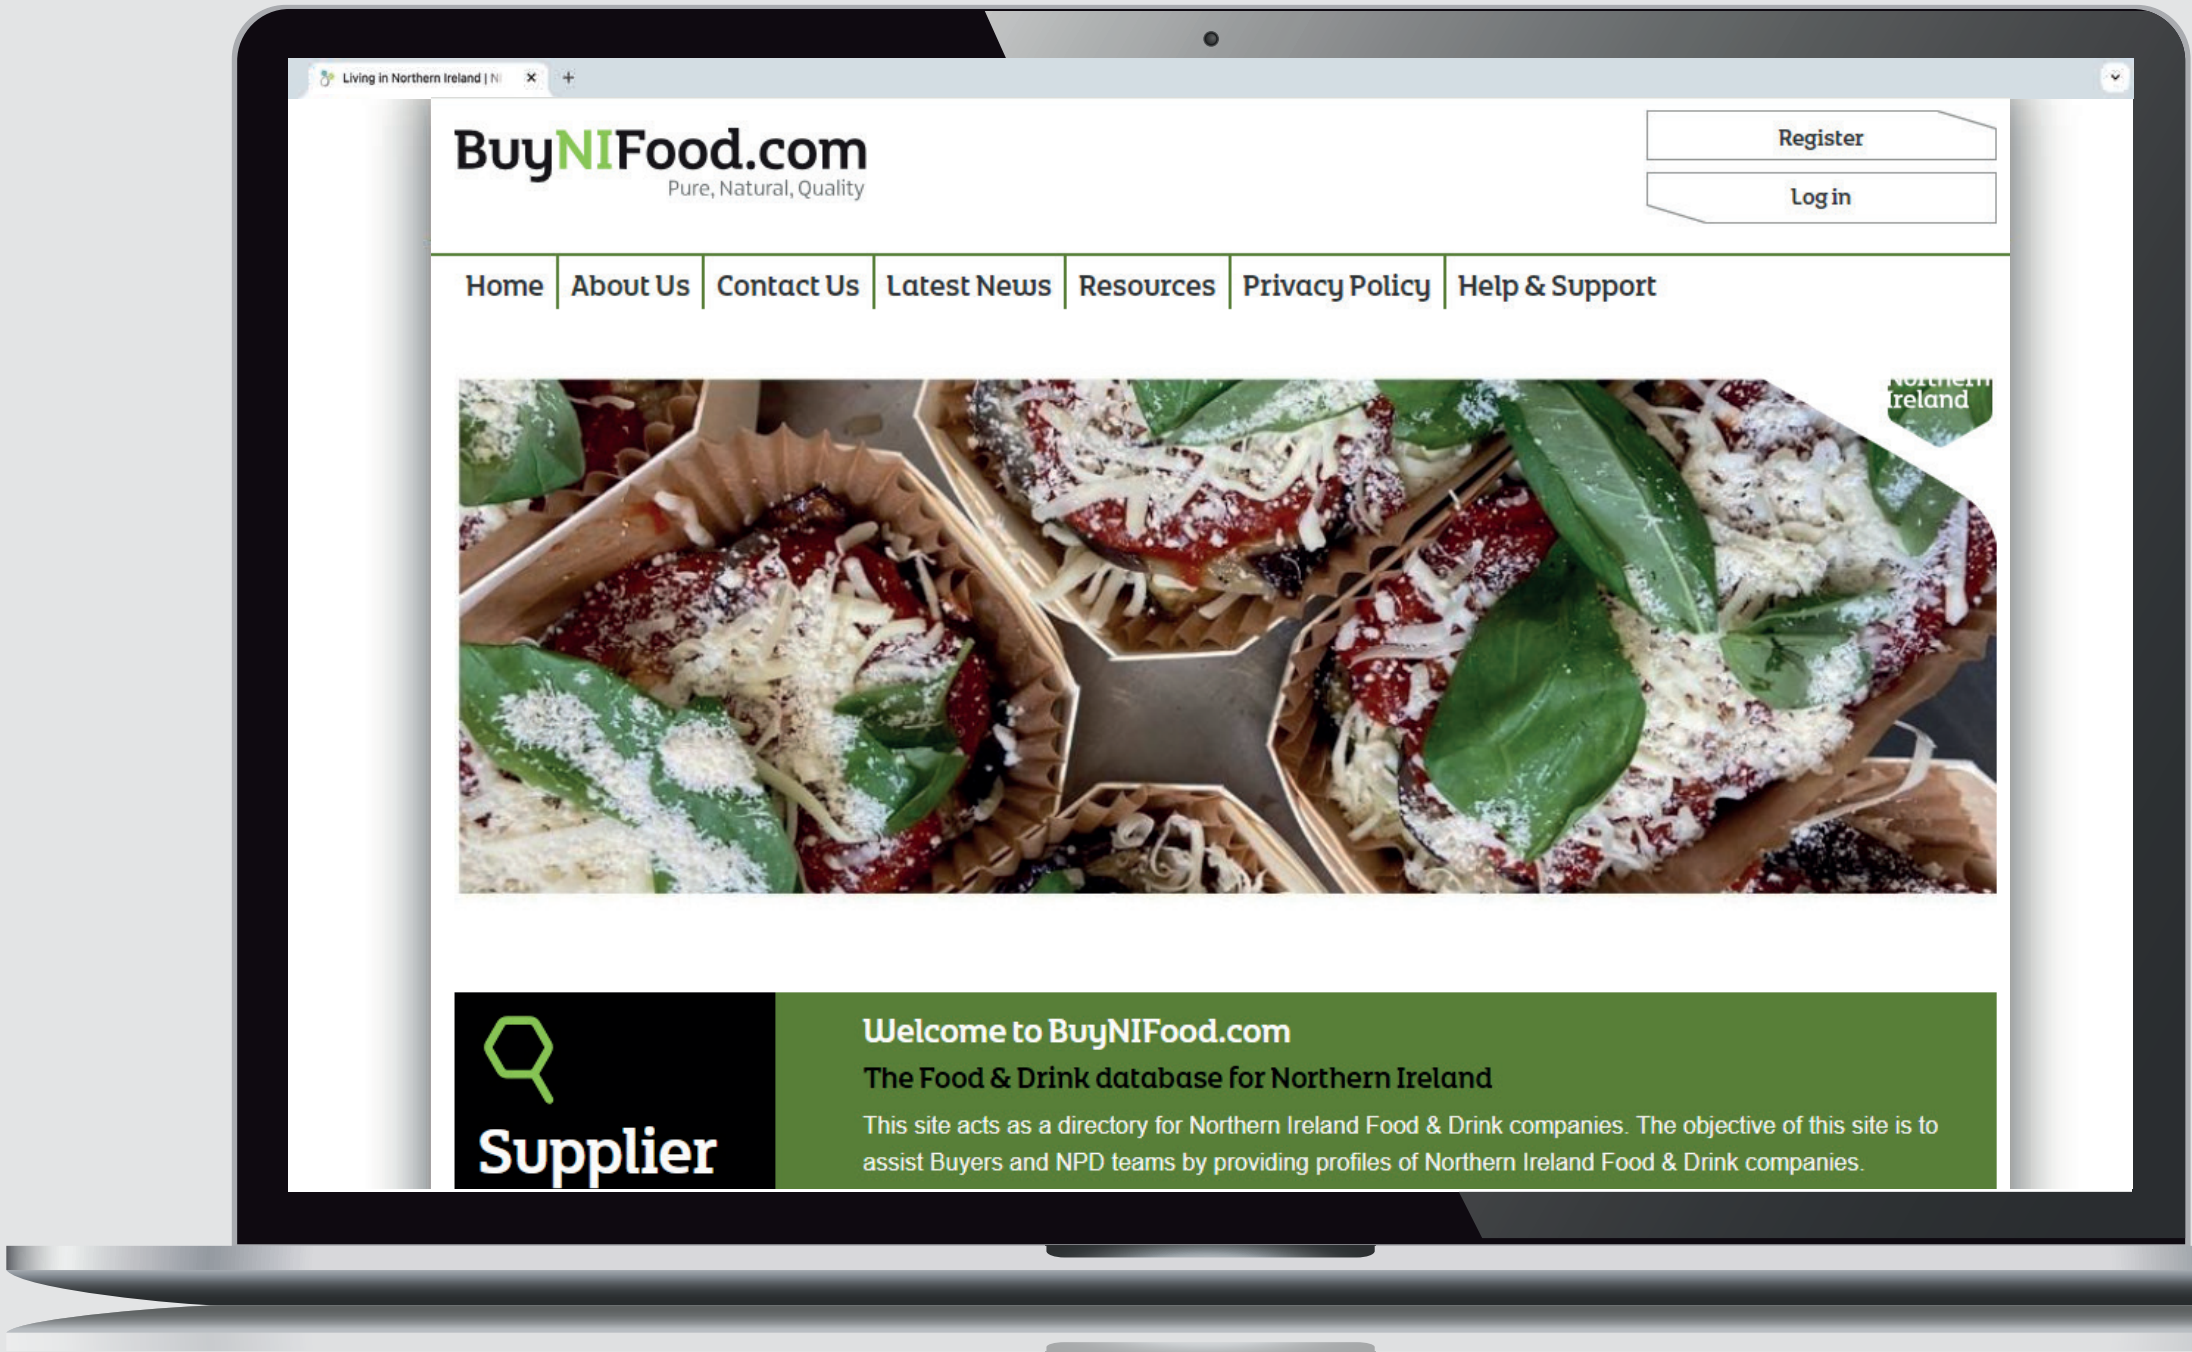 Living in Northern Ireland | NI
BuyNIFood.com
Pure, Natural, Quality
Register
Log in
Home
About Us
Contact Us
Latest News
Resources
Privacy Policy
Help & Support
Northern
Ireland
Supplier
Welcome to BuyNIFood.com
The Food & Drink database for Northern Ireland
This site acts as a directory for Northern Ireland Food & Drink companies. The objective of this site is to
assist Buyers and NPD teams by providing profiles of Northern Ireland Food & Drink companies.